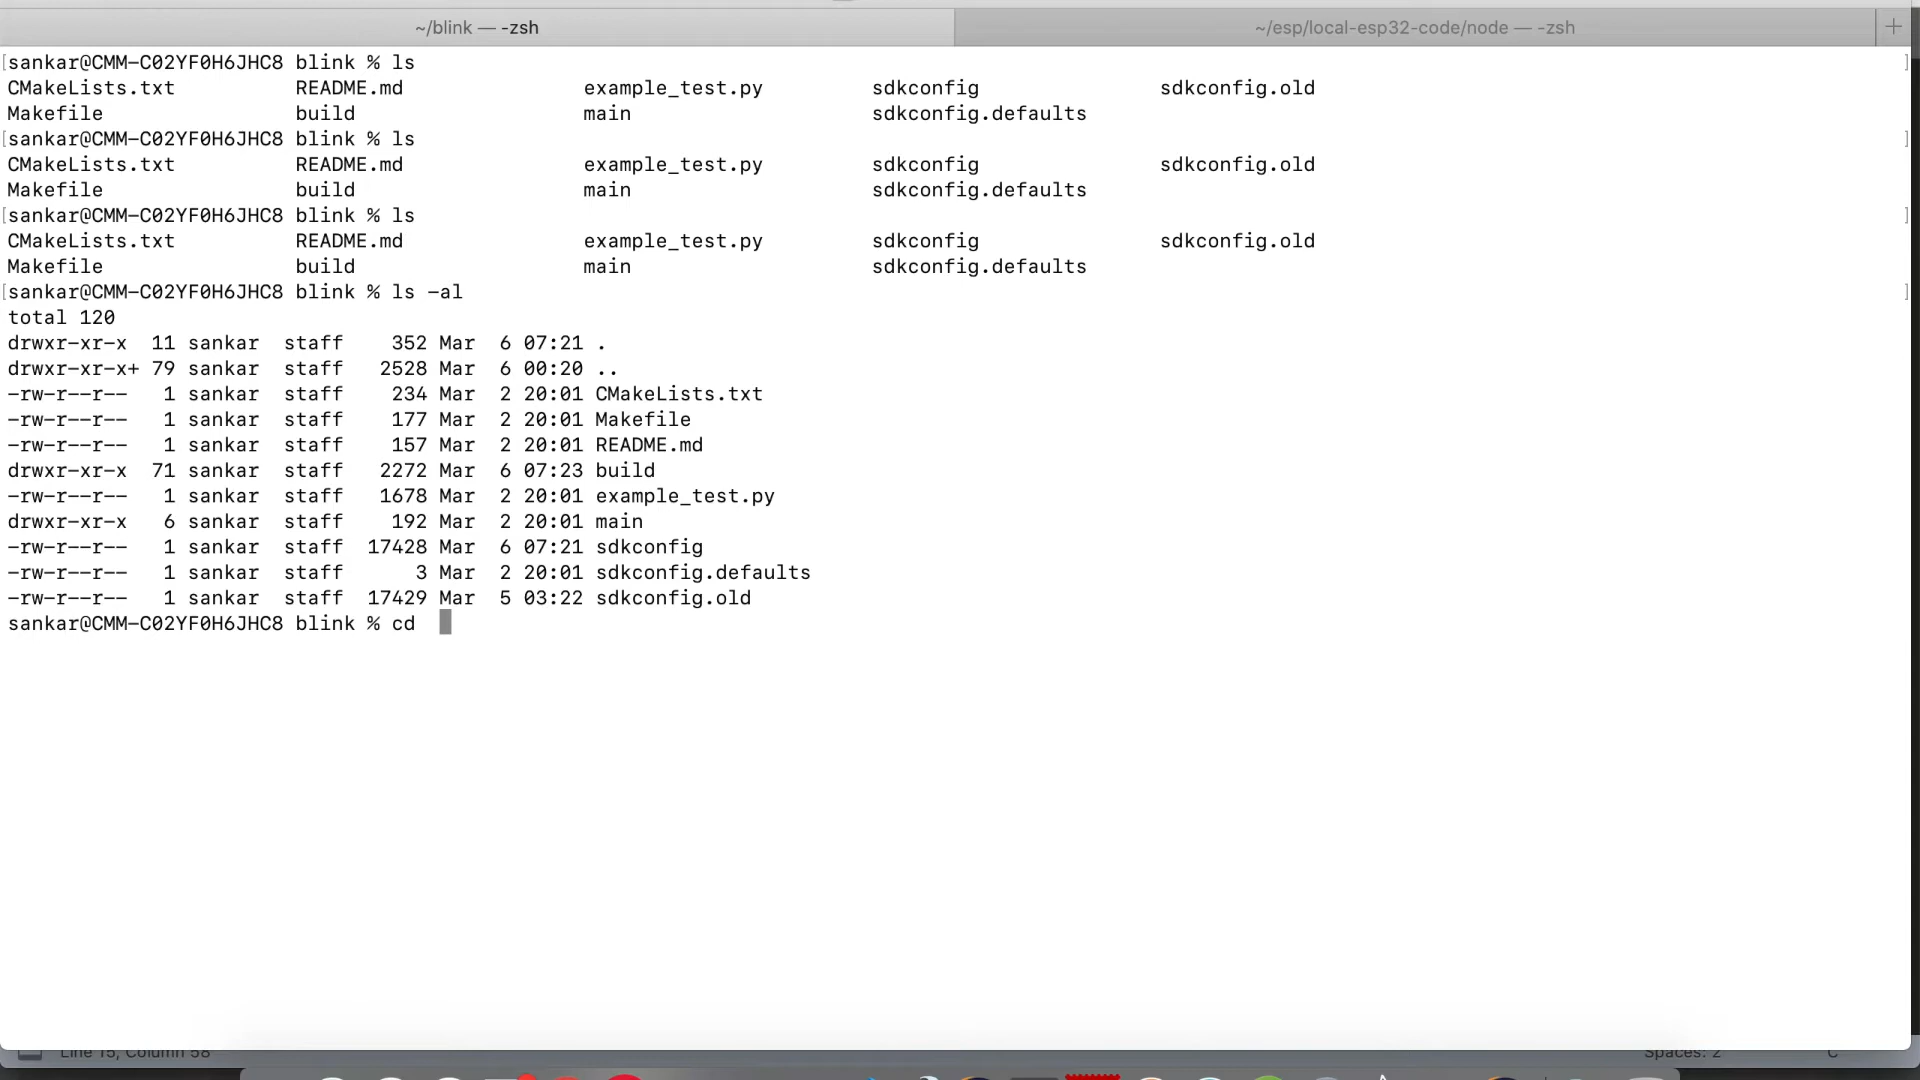 ~/blink — -zsh ~/esp/local-esp32-code/node — -zsh +
[sankar@CMM-C02YF0H6JHC8 blink % ls ]
CMakeLists.txt README.md example_test.py sdkconfig sdkconfig.old
Makefile build main sdkconfig.defaults
[sankar@CMM-C02YF0H6JHC8 blink % ls ]
CMakeLists.txt README.md example_test.py sdkconfig sdkconfig.old
Makefile build main sdkconfig.defaults
[sankar@CMM-C02YF0H6JHC8 blink % ls ]
CMakeLists.txt README.md example_test.py sdkconfig sdkconfig.old
Makefile build main sdkconfig.defaults
[sankar@CMM-C02YF0H6JHC8 blink % ls -al ]
total 120
drwxr-xr-x 11 sankar staff 352 Mar 6 07:21 .
drwxr-xr-x+ 79 sankar staff 2528 Mar 6 00:20 ..
-rw-r--r-- 1 sankar staff 234 Mar 2 20:01 CMakeLists.txt
-rw-r--r-- 1 sankar staff 177 Mar 2 20:01 Makefile
-rw-r--r-- 1 sankar staff 157 Mar 2 20:01 README.md
drwxr-xr-x 71 sankar staff 2272 Mar 6 07:23 build
-rw-r--r-- 1 sankar staff 1678 Mar 2 20:01 example_test.py
drwxr-xr-x 6 sankar staff 192 Mar 2 20:01 main
-rw-r--r-- 1 sankar staff 17428 Mar 6 07:21 sdkconfig
-rw-r--r-- 1 sankar staff 3 Mar 2 20:01 sdkconfig.defaults
-rw-r--r-- 1 sankar staff 17429 Mar 5 03:22 sdkconfig.old
sankar@CMM-C02YF0H6JHC8 blink % cd
Line 15, Column 58 Spaces: 2 C